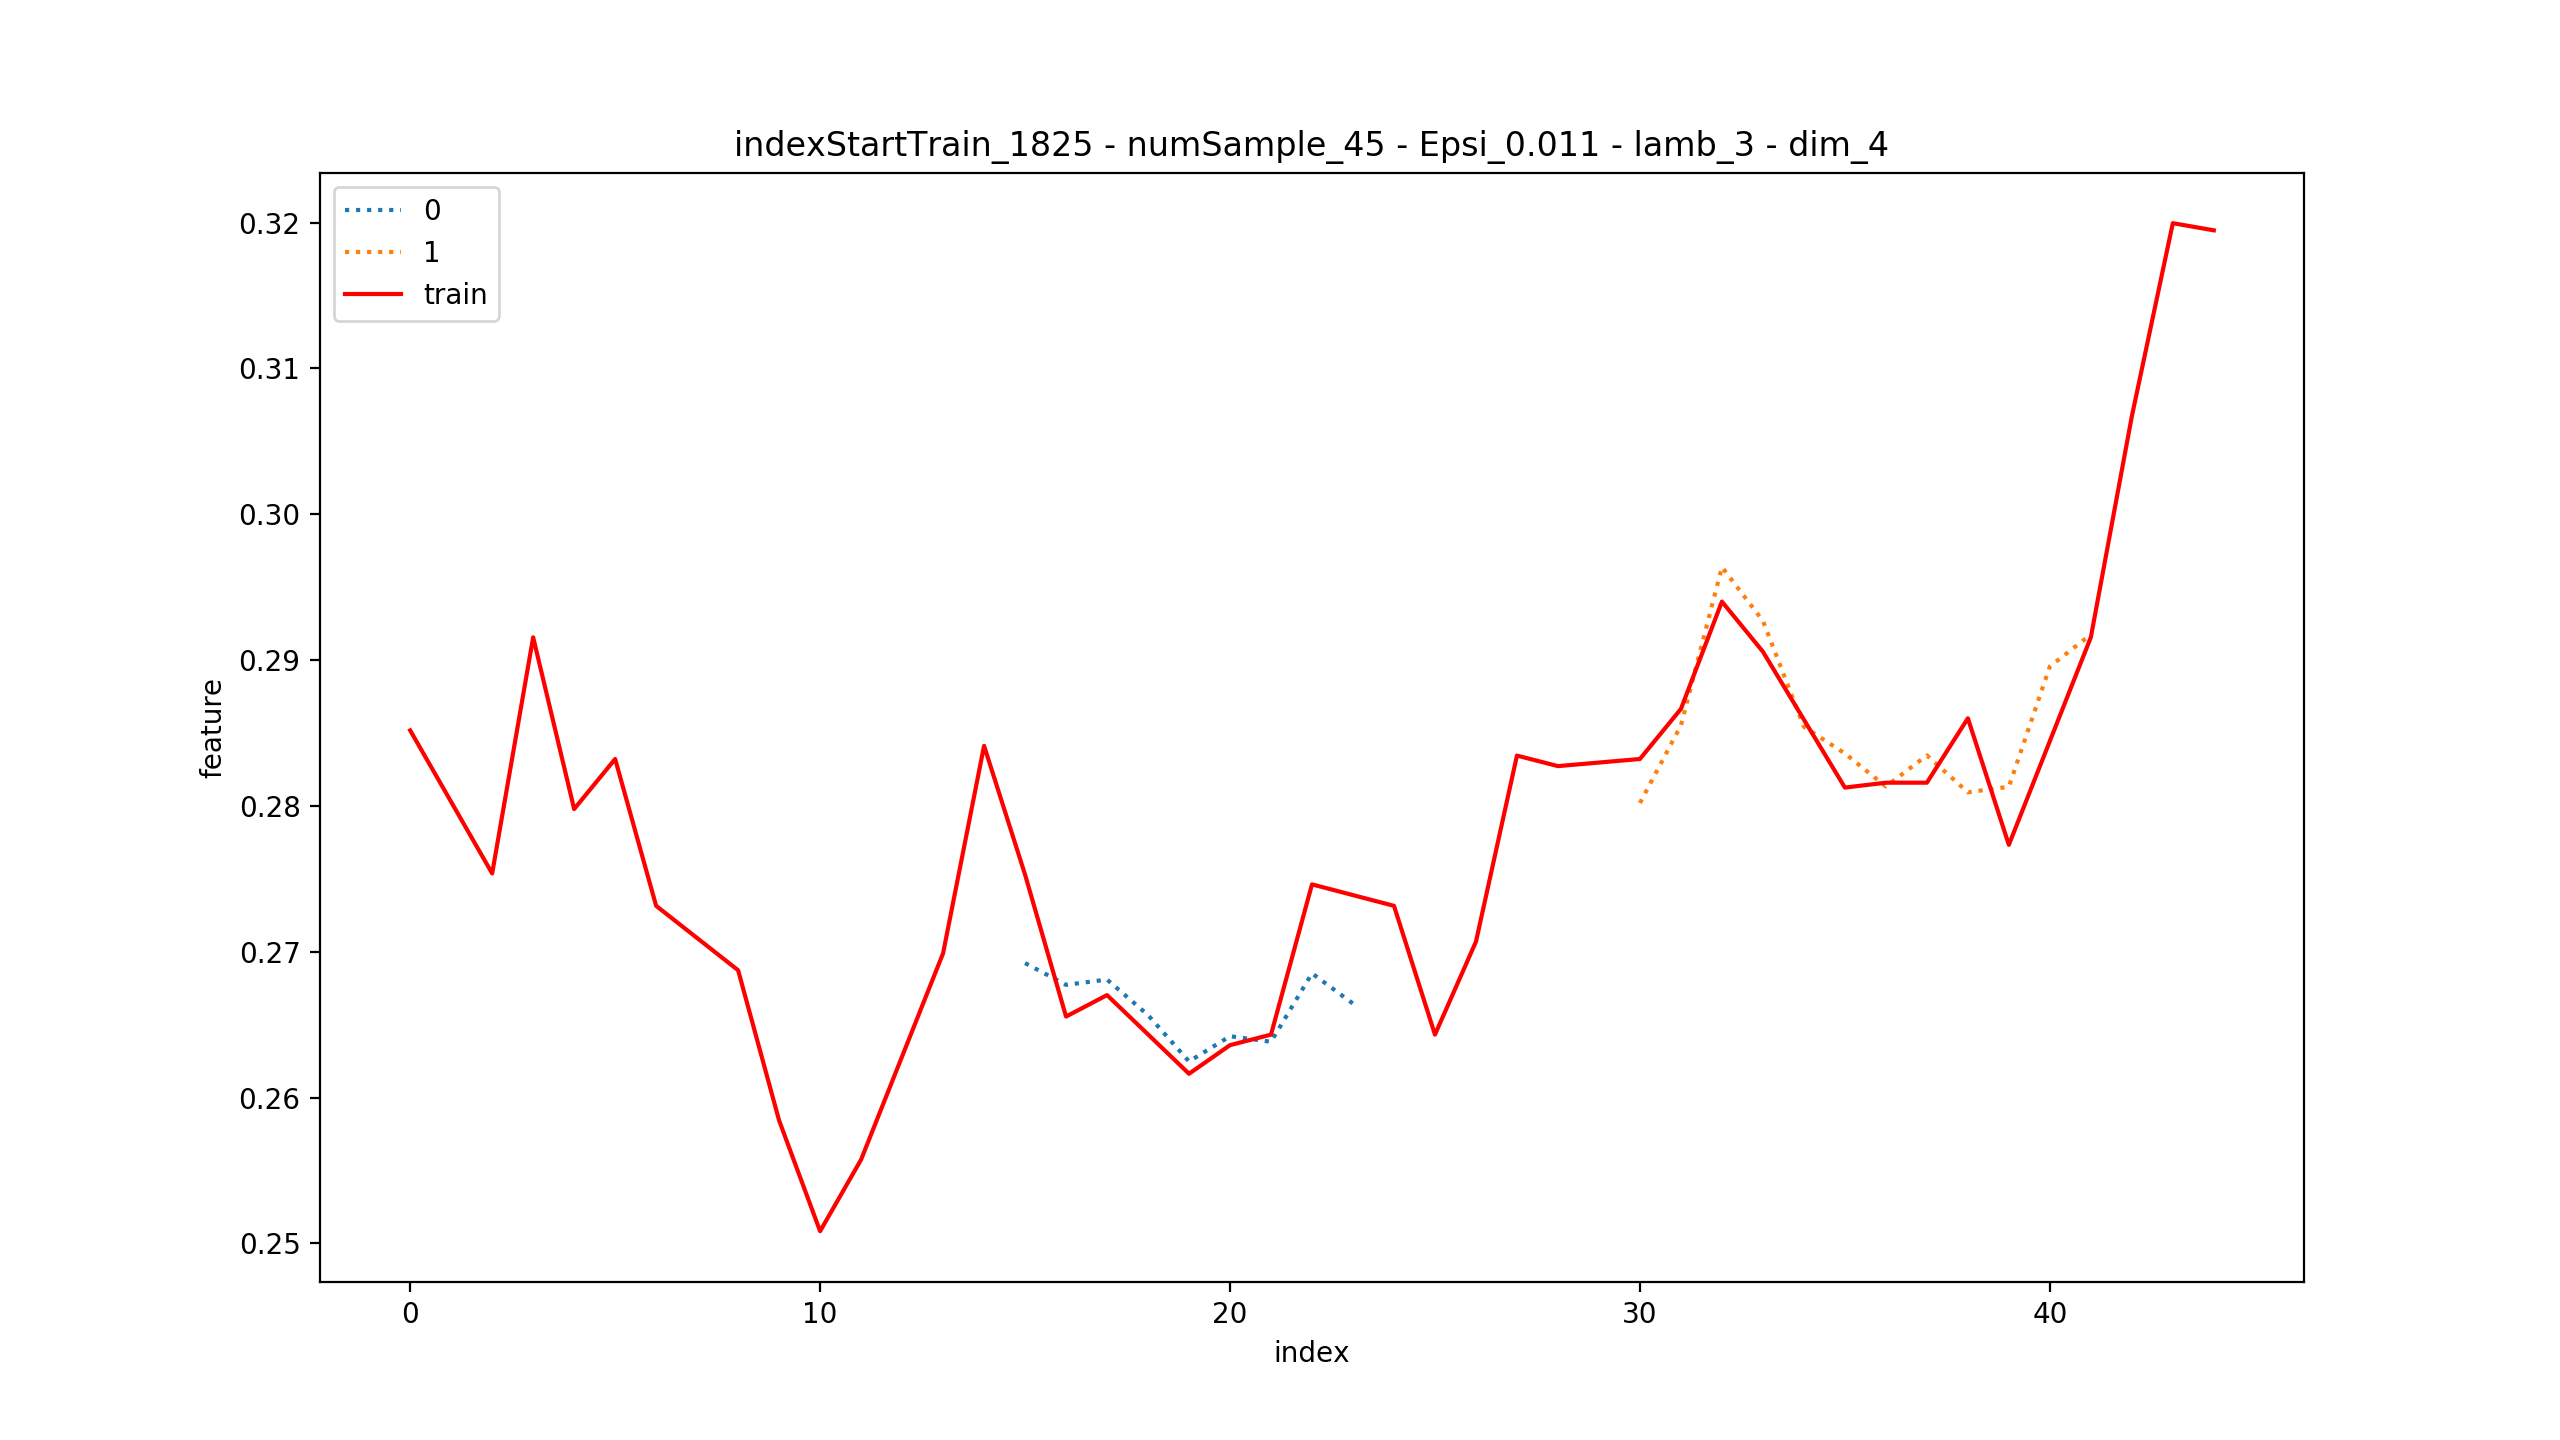 indexStartTrain_1825 - numSample_45 - Epsi_0.011 - lamb_3 - dim_4
0
1
train
0.32
0.31
0.30
0.29
0.28
0.27
0.26
0.25
feature
0 10 20 30 40
index